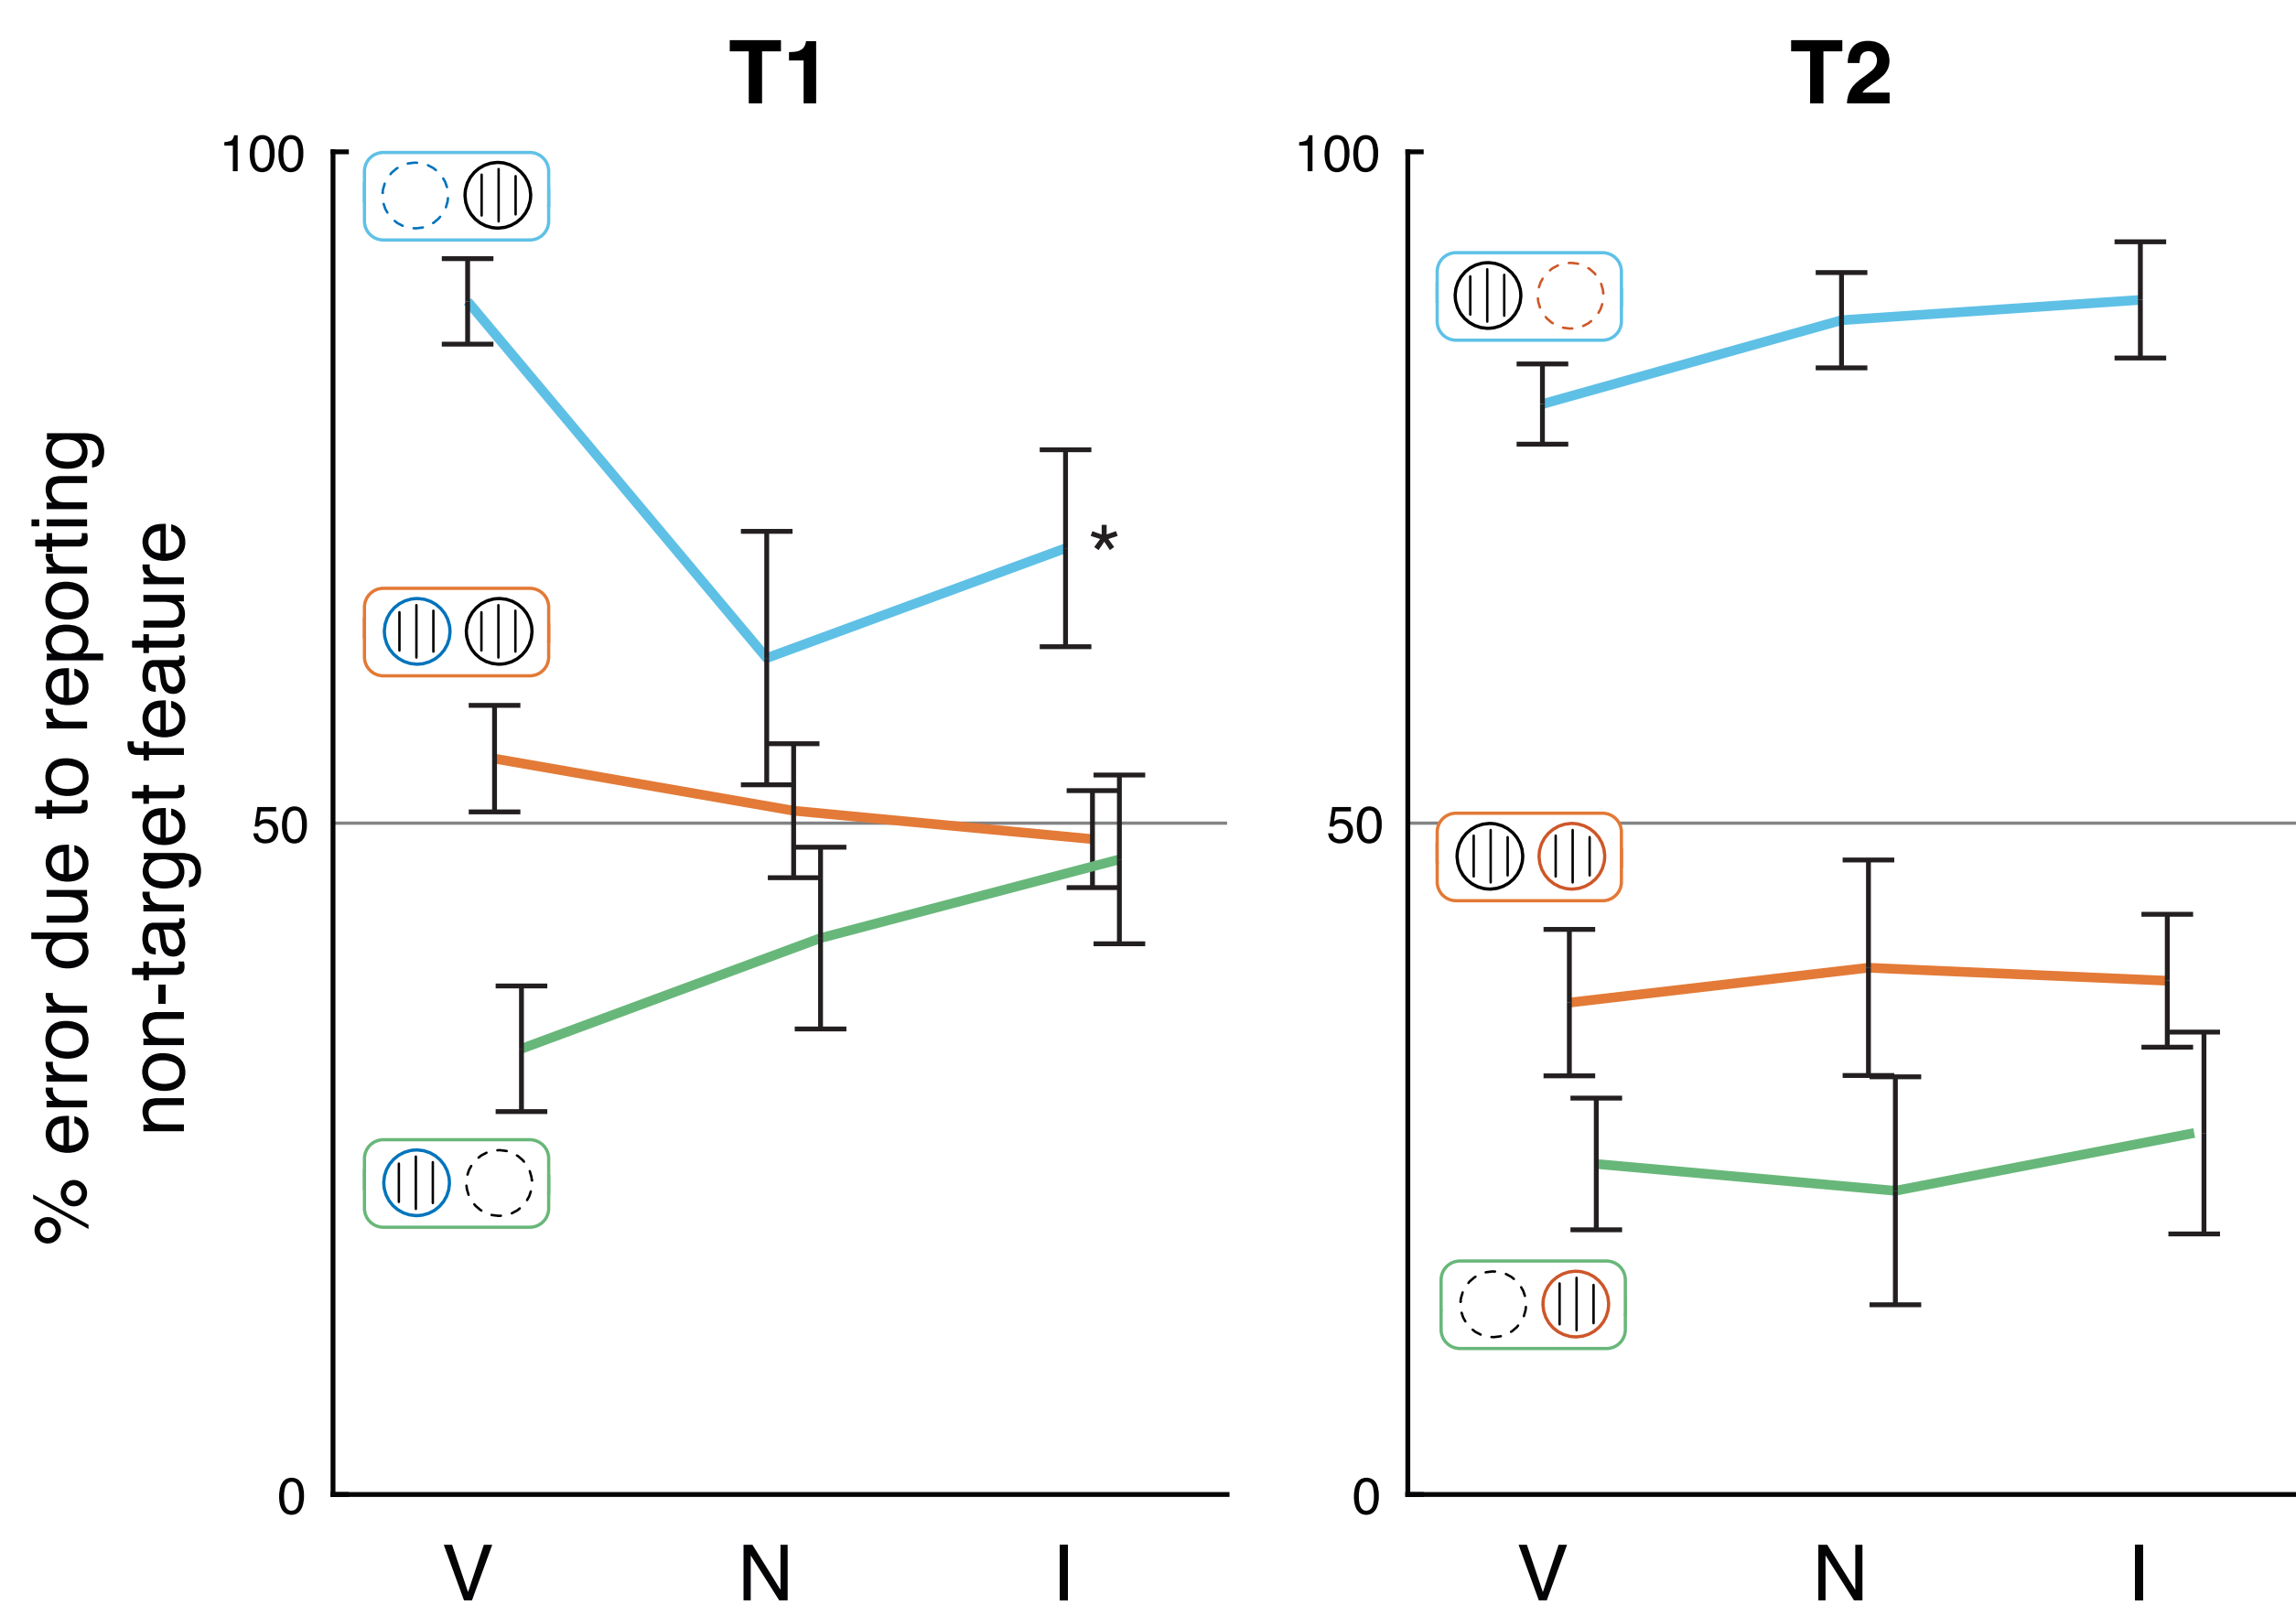 T1
T2
% error due to reporting
non-target feature
100
50
0
*
V N I
100
50
0
V N I